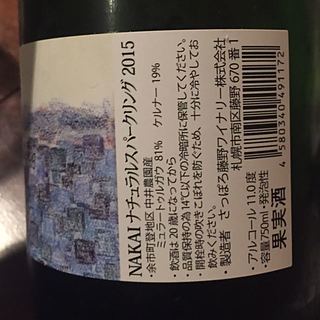 NAKAI ナチュラルスパークリング 2015
・余市町登地区 中井農園産
ミュラートゥルガウ 81% ケルナー 19%
・飲酒は20歳になってから
品質保持の為14℃以下の冷暗所に保管してください。
開栓時の吹きこぼれを防ぐため、十分に冷やしてお
飲みください。
・製造者 さっぽろ藤野ワイナリー株式会社
札幌市南区藤野 670 番 1
・アルコール 11.0 度
・容量750ml・発泡性
果実酒
4 580340 491172